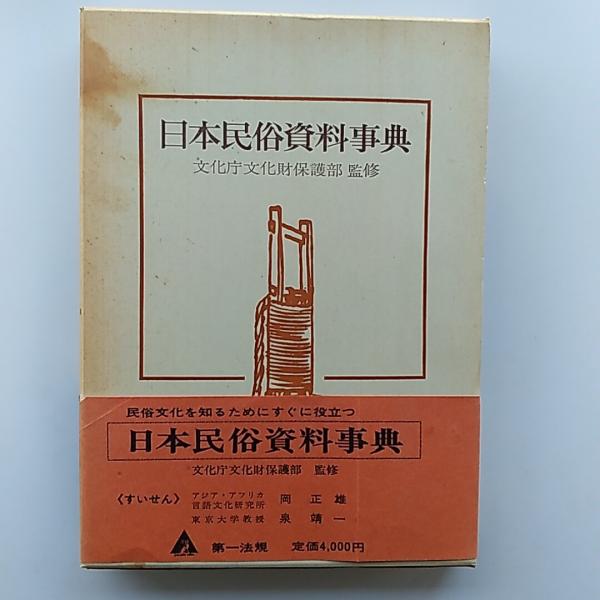 日本民俗資料事典
文化庁文化財保護部 監修
民俗文化を知るためにすぐに役立つ
日本民俗資料事典
文化庁文化財保護部 監修
〈すいせん〉 アジア・アフリカ言語文化研究所 岡正雄
東京大学教授 泉靖一
第一法規 定価4,000円